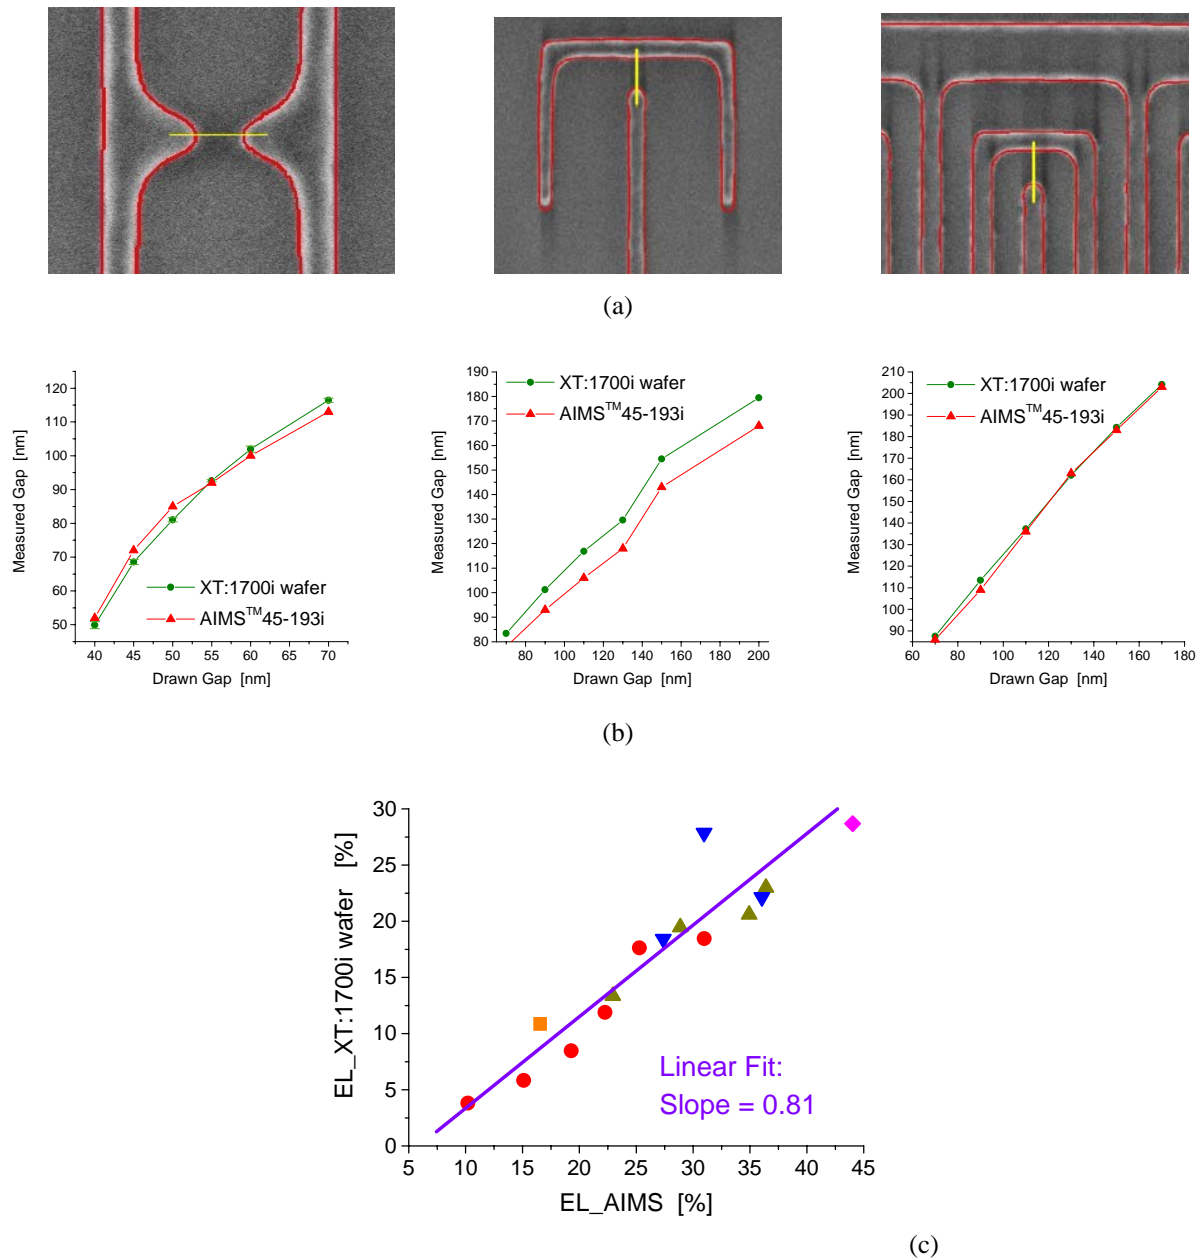 (a)
120
110
100
90
80
70
60
50
40 45 50 55 60 65 70
Measured Gap [nm]
Drawn Gap [nm]
XT:1700i wafer
AIMS™45-193i
190
180
170
160
150
140
130
120
110
100
90
80
80 100 120 140 160 180 200
Measured Gap [nm]
Drawn Gap [nm]
XT:1700i wafer
AIMS™45-193i
210
200
190
180
170
160
150
140
130
120
110
100
90
60 80 100 120 140 160 180
Measured Gap [nm]
Drawn Gap [nm]
XT:1700i wafer
AIMS™45-193i
(b)
30
25
20
15
10
5
0
5 10 15 20 25 30 35 40 45
EL_XT:1700i wafer [%]
EL_AIMS [%]
Linear Fit:
Slope = 0.81
(c)